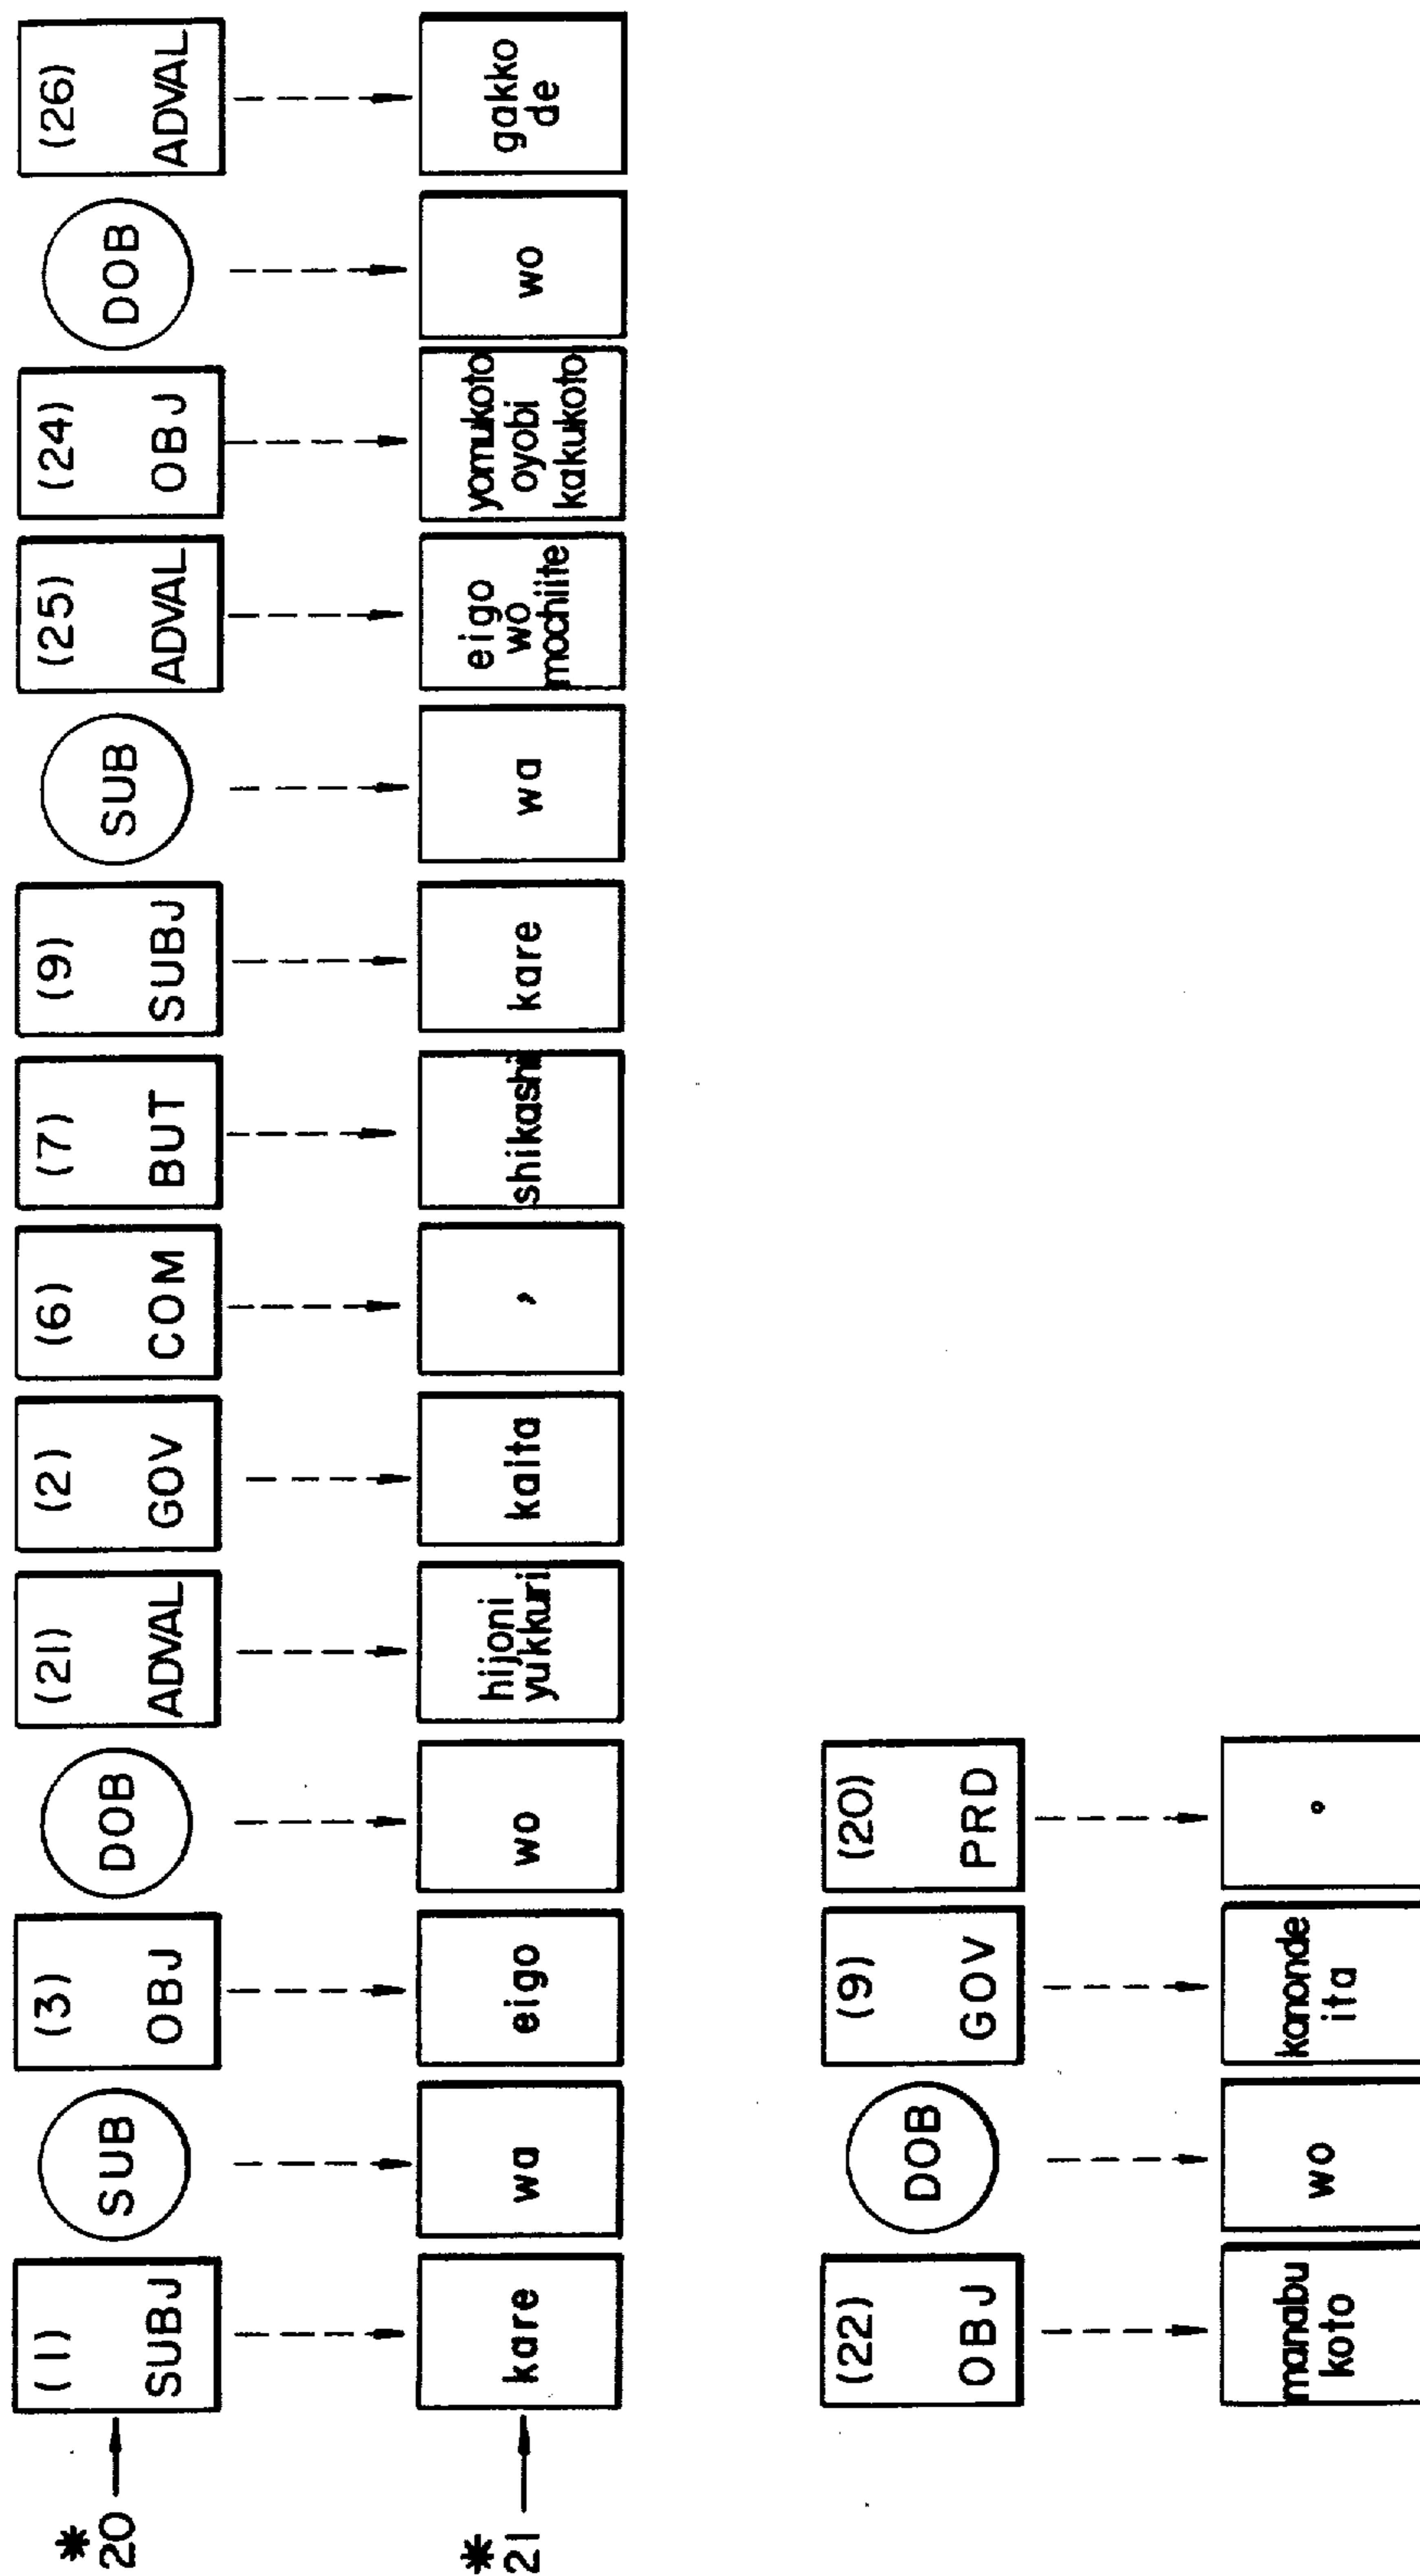 *20 → (1) SUBJ SUB (3) OBJ DOB (21) ADVAL (2) GOV (6) COM (7) BUT (9) SUBJ SUB (25) ADVAL (24) OBJ DOB (26) ADVAL
*21 → kare wa eigo wo hijoni yukkuri kaita , shikashi kare wa eigo wo mochiite yomukoto oyobi kakukoto wo gakko de
(22) OBJ DOB (9) GOV (20) PRD
manabu koto wo kononde ita 。